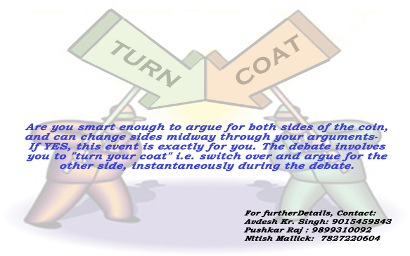 TURN COAT
Are you smart enough to argue for both sides of the coin,
and can change sides midway through your arguments-
If YES, this event is exactly for you. The debate involves
you to "turn your coat" i.e. switch over and argue for the
other side, instantaneously during the debate.
For furtherDetails, Contact:
Avdesh Kr. Singh: 9015459843
Pushkar Raj : 9899310092
Nitish Mallick: 7827220604